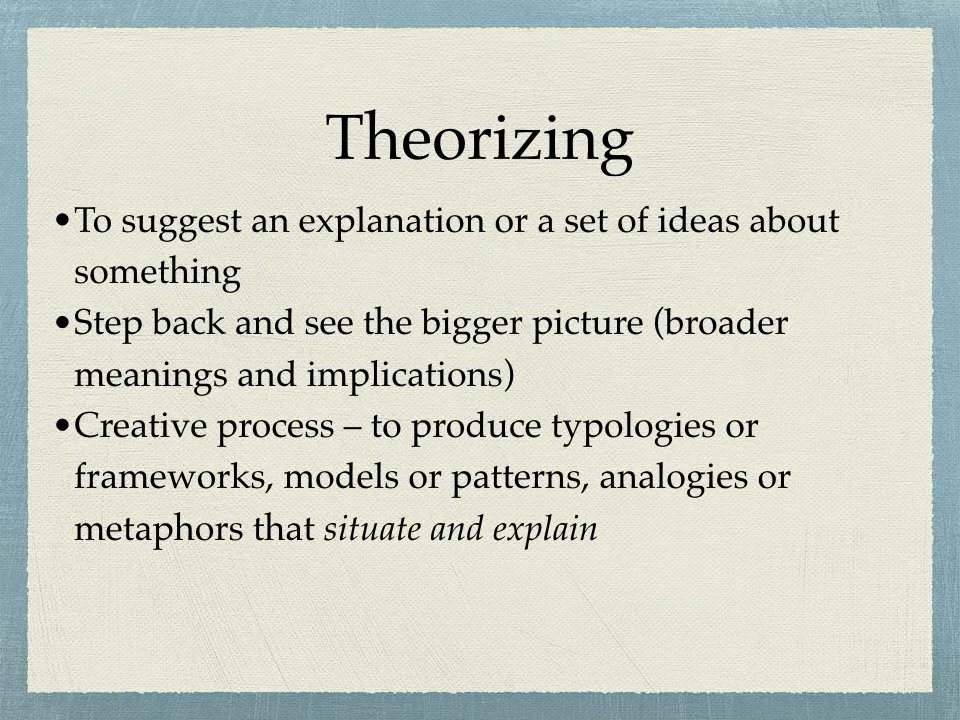 Theorizing
•To suggest an explanation or a set of ideas about
something
•Step back and see the bigger picture (broader
meanings and implications)
•Creative process – to produce typologies or
frameworks, models or patterns, analogies or
metaphors that situate and explain